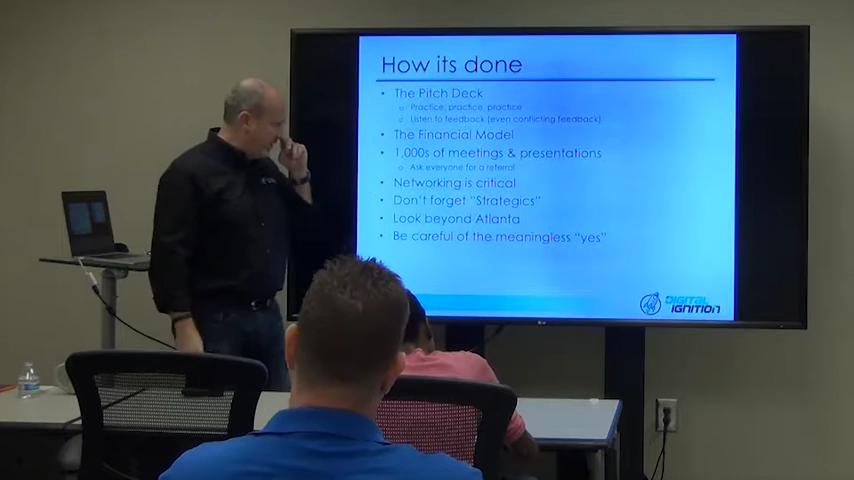 How its done
• The Pitch Deck
o Practice, practice, practice
o Listen to feedback (even conflicting feedback)
• The Financial Model
• 1,000s of meetings & presentations
o Ask everyone for a referral
• Networking is critical
• Don't forget "Strategics"
• Look beyond Atlanta
• Be careful of the meaningless "yes"
DIGITAL
IGNITION